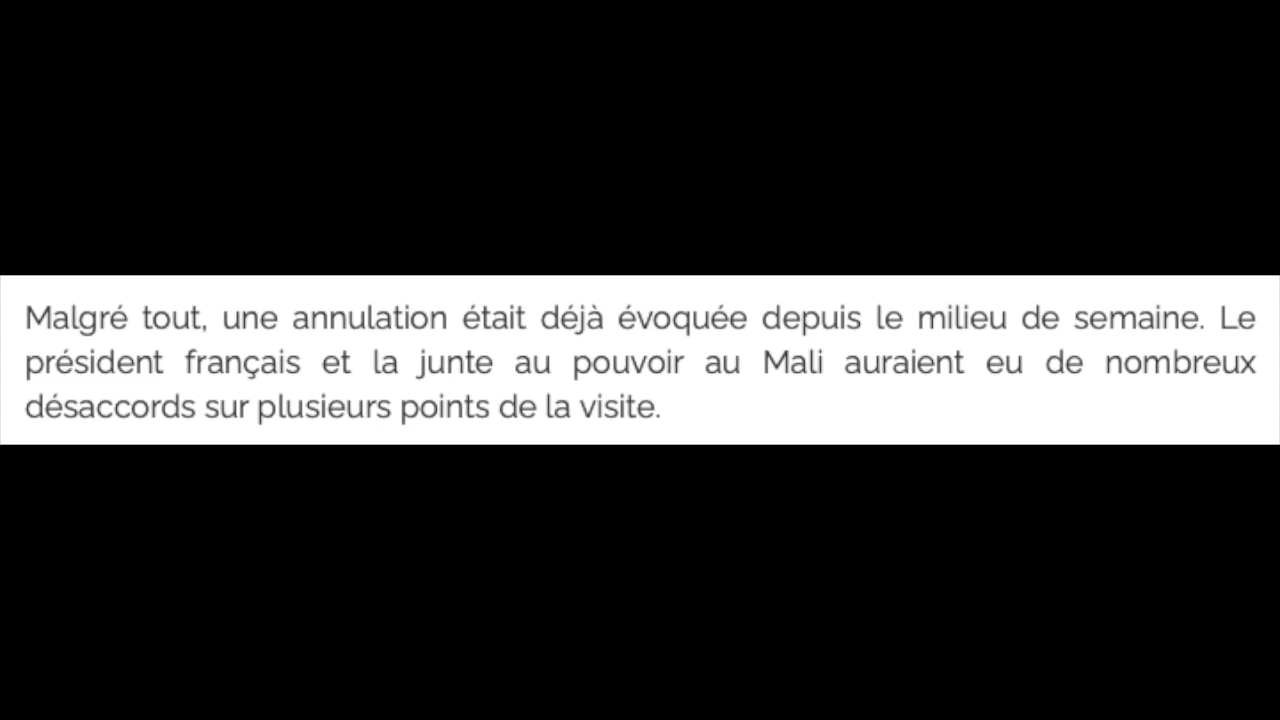 Malgré tout, une annulation était déjà évoquée depuis le milieu de semaine. Le
président français et la junte au pouvoir au Mali auraient eu de nombreux
désaccords sur plusieurs points de la visite.